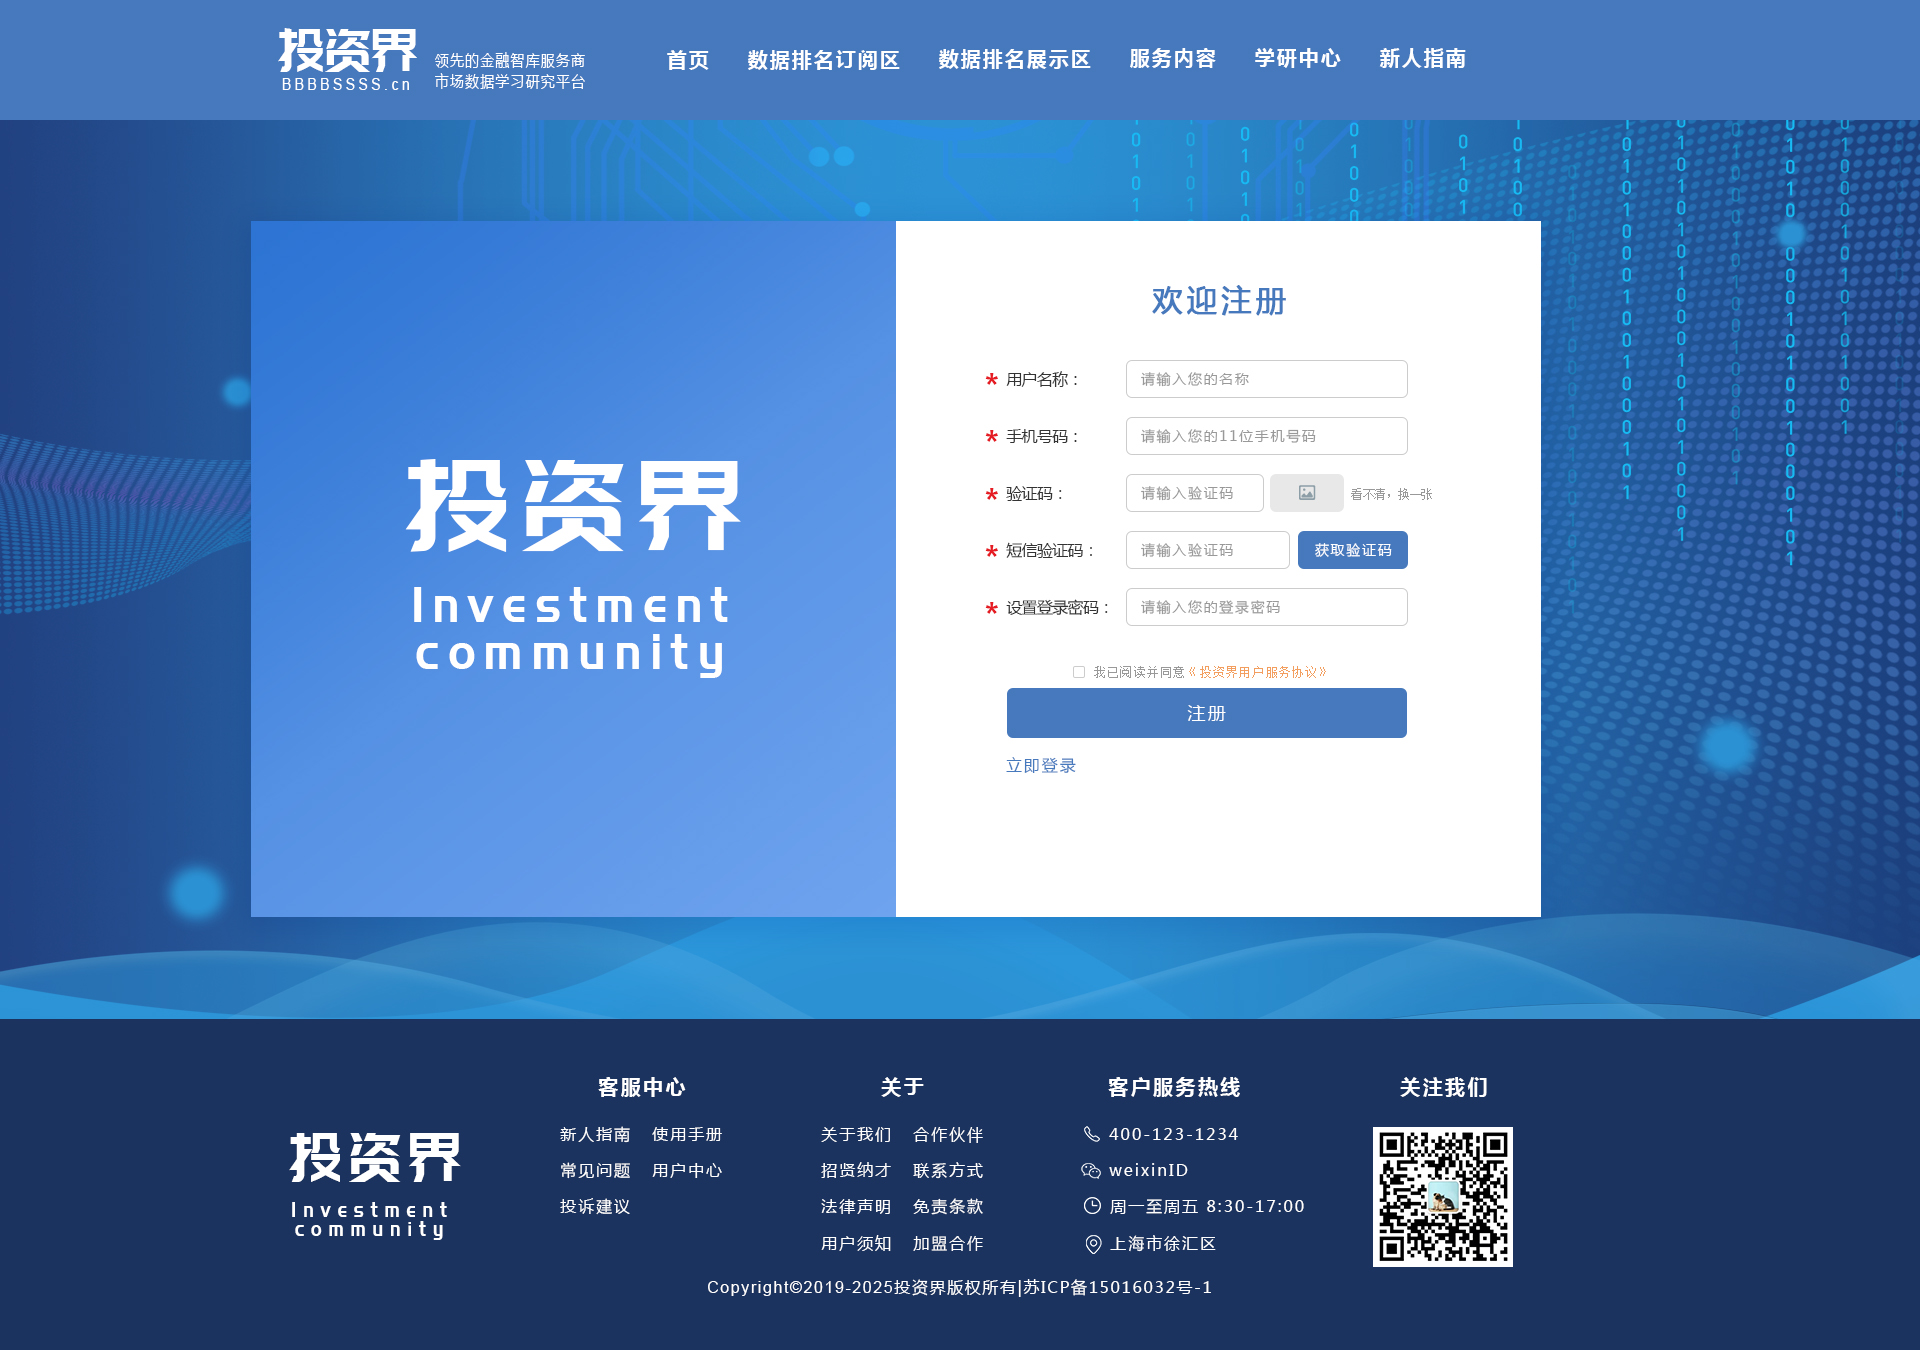 投资界
BBBBSSSS.cn
领先的金融智库服务商
市场数据学习研究平台
首页 数据排名订阅区 数据排名展示区 服务内容 学研中心 新人指南
投资界
Investment
community
欢迎注册
* 用户名称： 请输入您的名称
* 手机号码： 请输入您的11位手机号码
* 验证码： 请输入验证码 看不清，换一张
* 短信验证码： 请输入验证码 获取验证码
* 设置登录密码： 请输入您的登录密码
我已阅读并同意《投资界用户服务协议》
注册
立即登录
投资界
Investment
community
客服中心
新人指南 使用手册
常见问题 用户中心
投诉建议
关于
关于我们 合作伙伴
招贤纳才 联系方式
法律声明 免责条款
用户须知 加盟合作
客户服务热线
400-123-1234
weixinID
周一至周五 8:30-17:00
上海市徐汇区
关注我们
Copyright©2019-2025投资界版权所有|苏ICP备15016032号-1